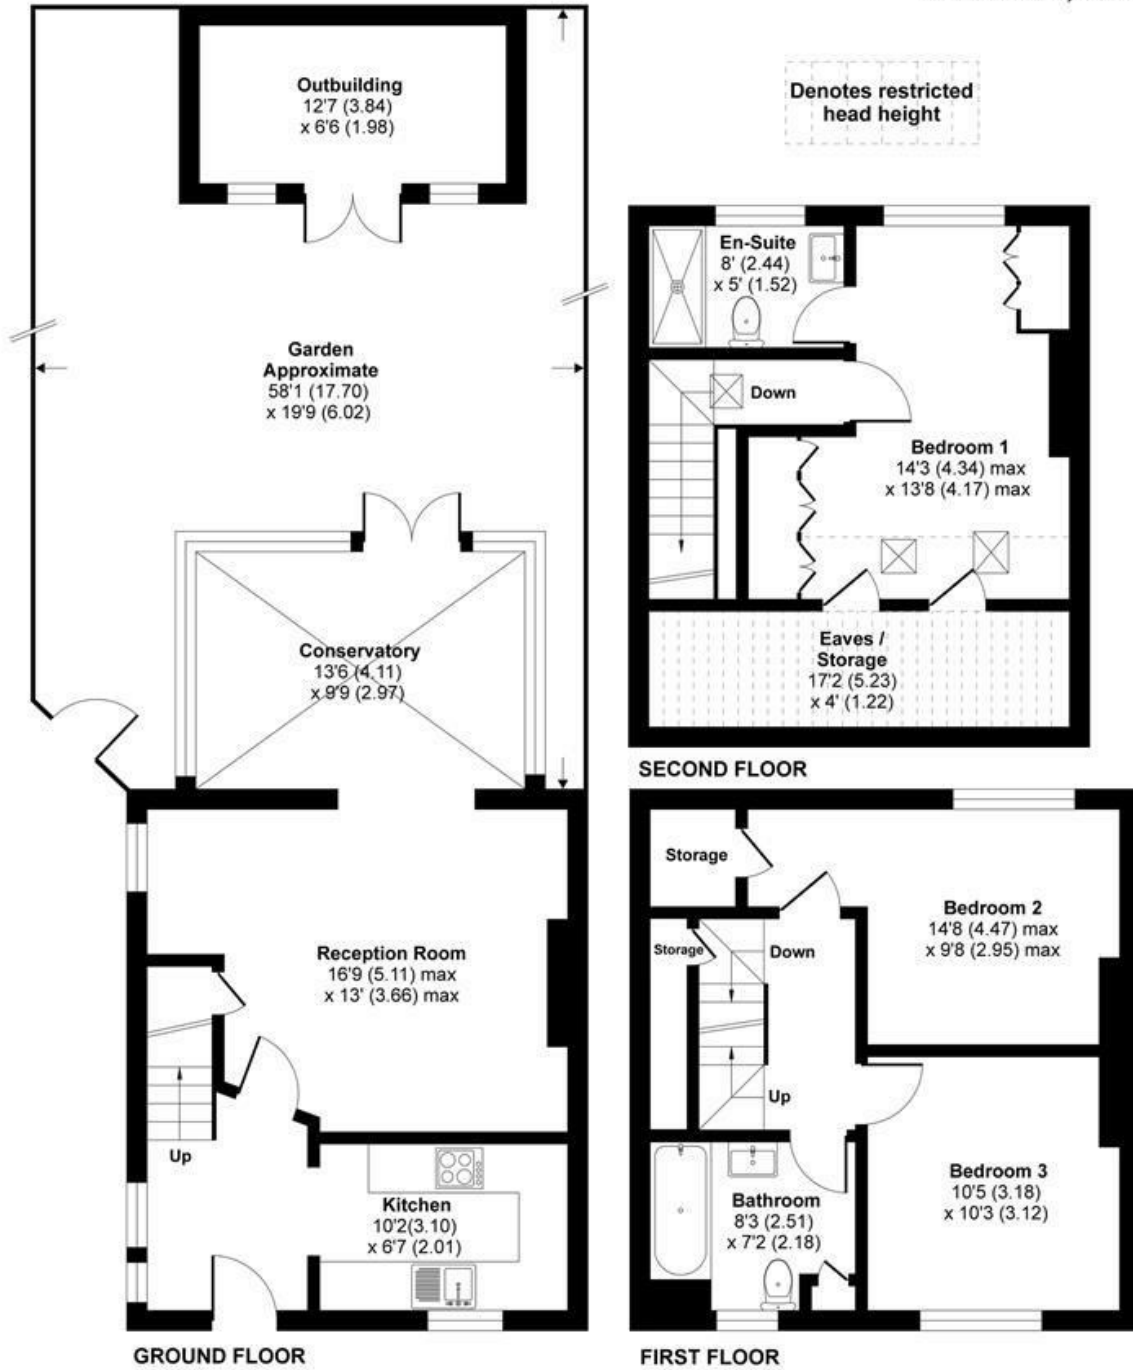 Outbuilding
12'7 (3.84)
x 6'6 (1.98)
Denotes restricted
head height
En-Suite
8' (2.44)
x 5' (1.52)
Garden
Approximate
58'1 (17.70)
x 19'9 (6.02)
Down
Bedroom 1
14'3 (4.34) max
x 13'8 (4.17) max
Conservatory
13'6 (4.11)
x 9'9 (2.97)
Eaves /
Storage
17'2 (5.23)
x 4' (1.22)
SECOND FLOOR
Reception Room
16'9 (5.11) max
x 13' (3.66) max
Up
Kitchen
10'2(3.10)
x 6'7 (2.01)
GROUND FLOOR
Storage
Bedroom 2
14'8 (4.47) max
x 9'8 (2.95) max
Storage
Down
Up
Bedroom 3
10'5 (3.18)
x 10'3 (3.12)
Bathroom
8'3 (2.51)
x 7'2 (2.18)
FIRST FLOOR